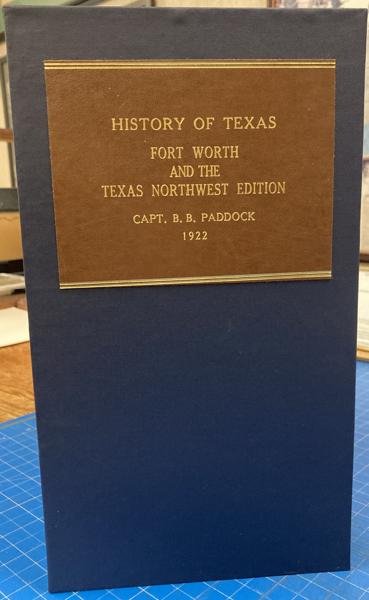 HISTORY OF TEXAS
FORT WORTH
AND THE
TEXAS NORTHWEST EDITION
CAPT. B. B. PADDOCK
1922